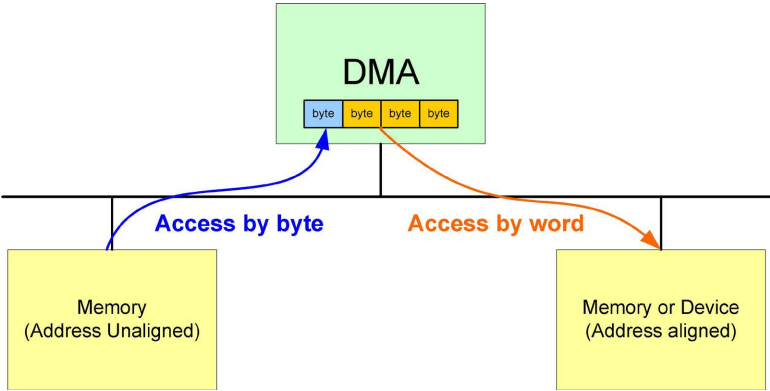 DMA
byte byte byte byte
Access by byte
Access by word
Memory
(Address Unaligned)
Memory or Device
(Address aligned)